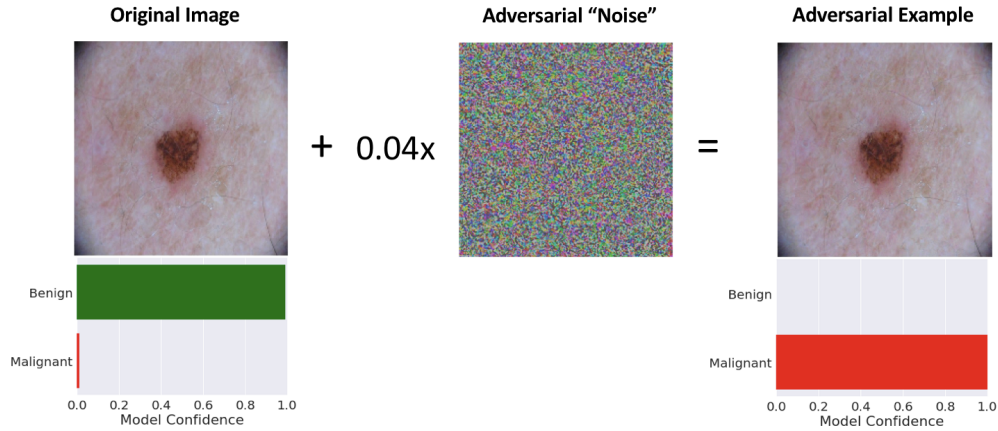 Original Image
Adversarial “Noise”
Adversarial Example
+ 0.04x =
Benign
Malignant
0.0 0.2 0.4 0.6 0.8 1.0
Model Confidence
Benign
Malignant
0.0 0.2 0.4 0.6 0.8 1.0
Model Confidence